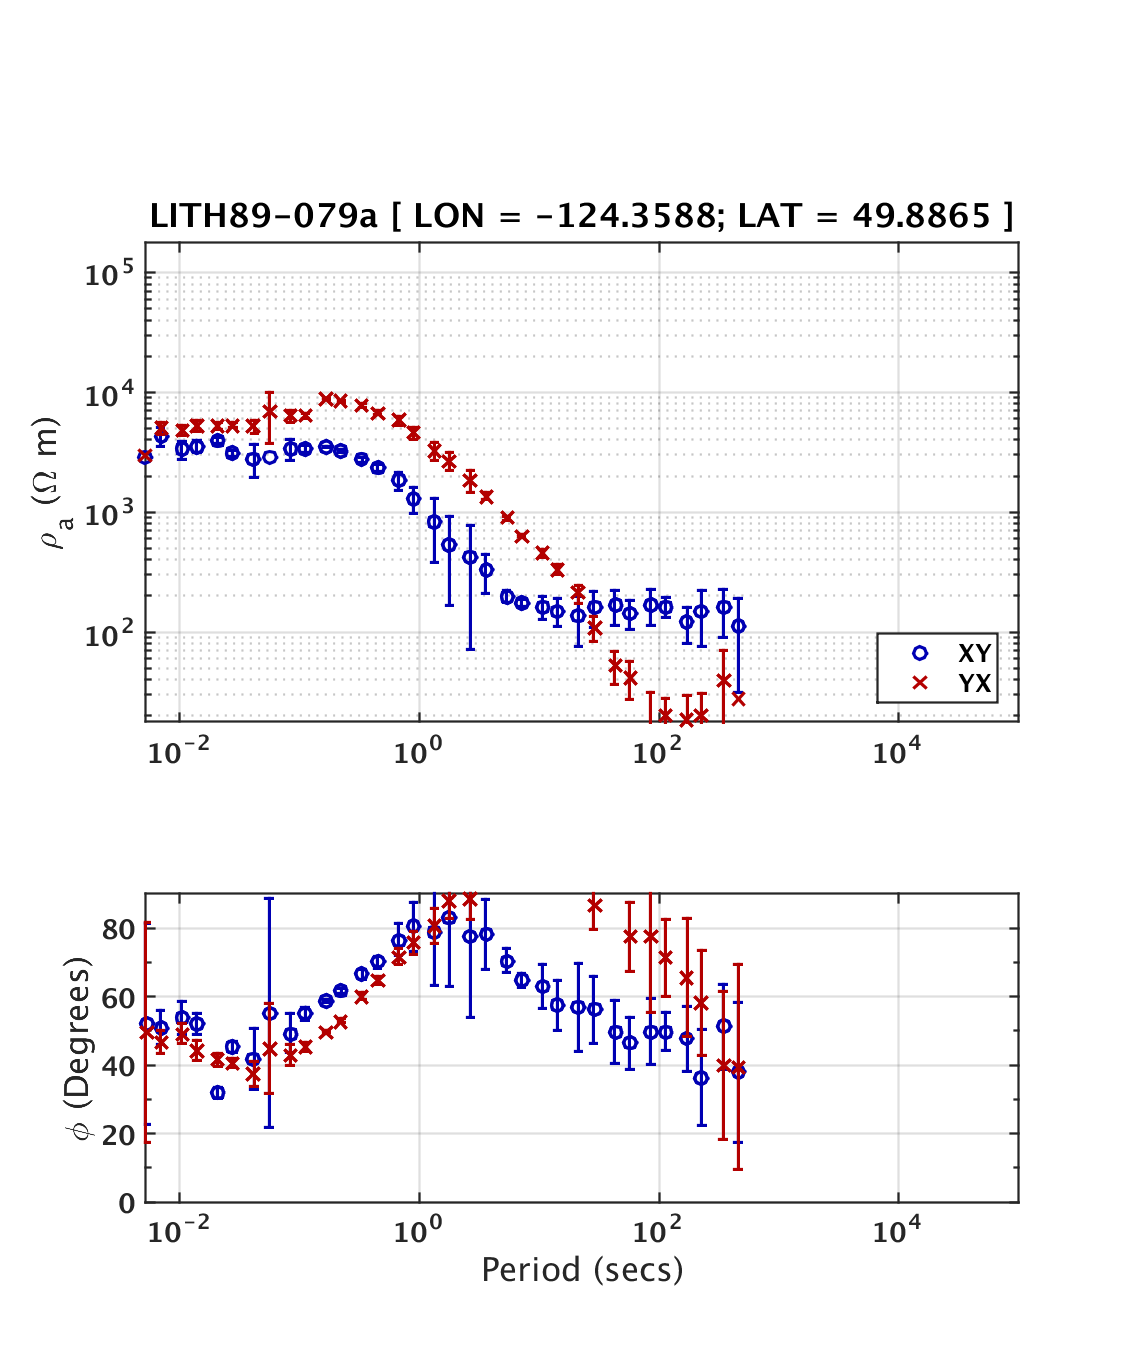 LITH89-079a [ LON = -124.3588; LAT = 49.8865 ]
10^5
10^4
10^3
10^2
ρ_a (Ω m)
XY
YX
10^-2 10^0 10^2 10^4
80
60
40
20
0
φ (Degrees)
10^-2 10^0 10^2 10^4
Period (secs)